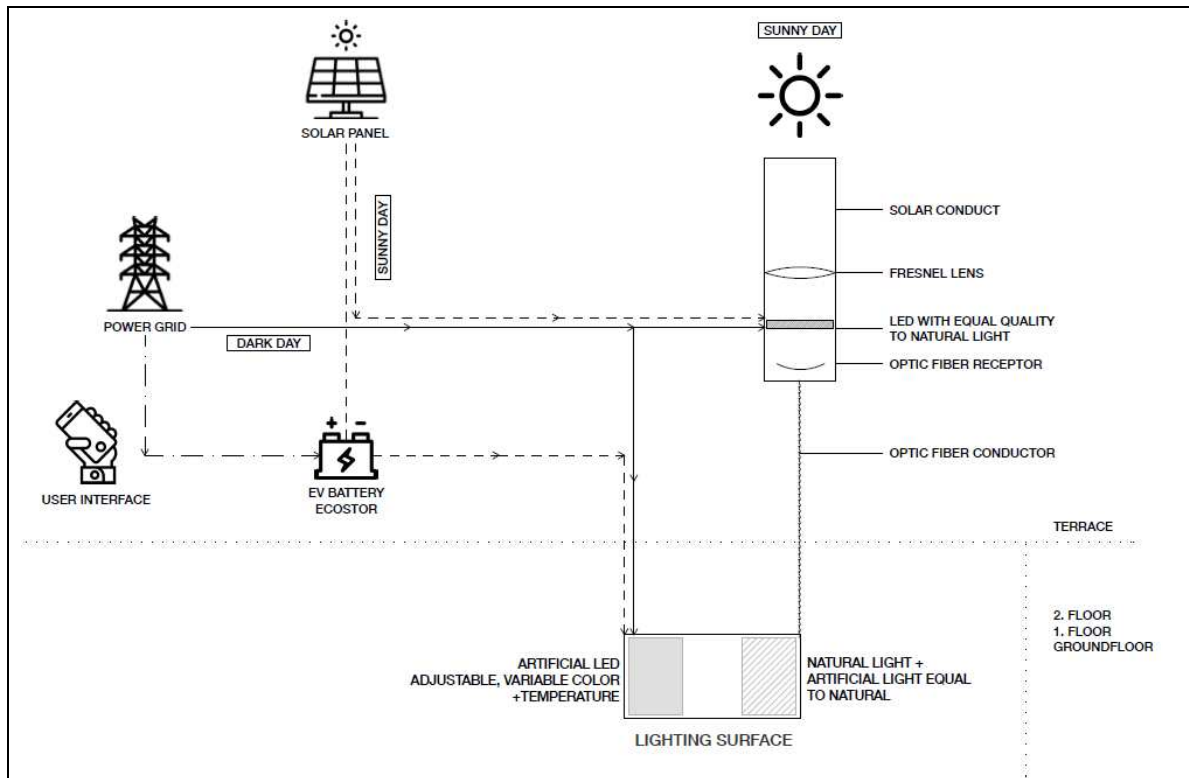 SUNNY DAY
SOLAR PANEL
SUNNY DAY
SOLAR CONDUCT
FRESNEL LENS
POWER GRID
LED WITH EQUAL QUALITY
TO NATURAL LIGHT
DARK DAY
OPTIC FIBER RECEPTOR
+ −
OPTIC FIBER CONDUCTOR
USER INTERFACE
EV BATTERY
ECOSTOR
TERRACE
2. FLOOR
1. FLOOR
GROUNDFLOOR
ARTIFICIAL LED
ADJUSTABLE, VARIABLE COLOR
+TEMPERATURE
NATURAL LIGHT +
ARTIFICIAL LIGHT EQUAL
TO NATURAL
LIGHTING SURFACE